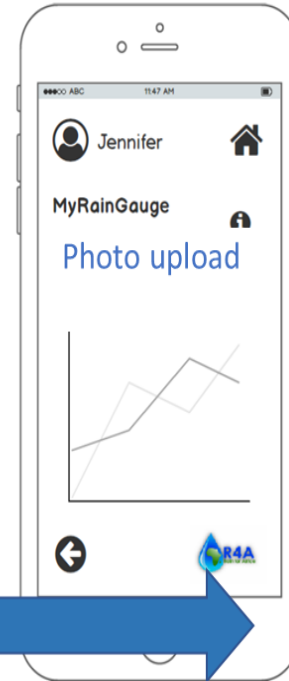 ABC 11:47 AM
Jennifer
MyRainGauge
Photo upload
R4A